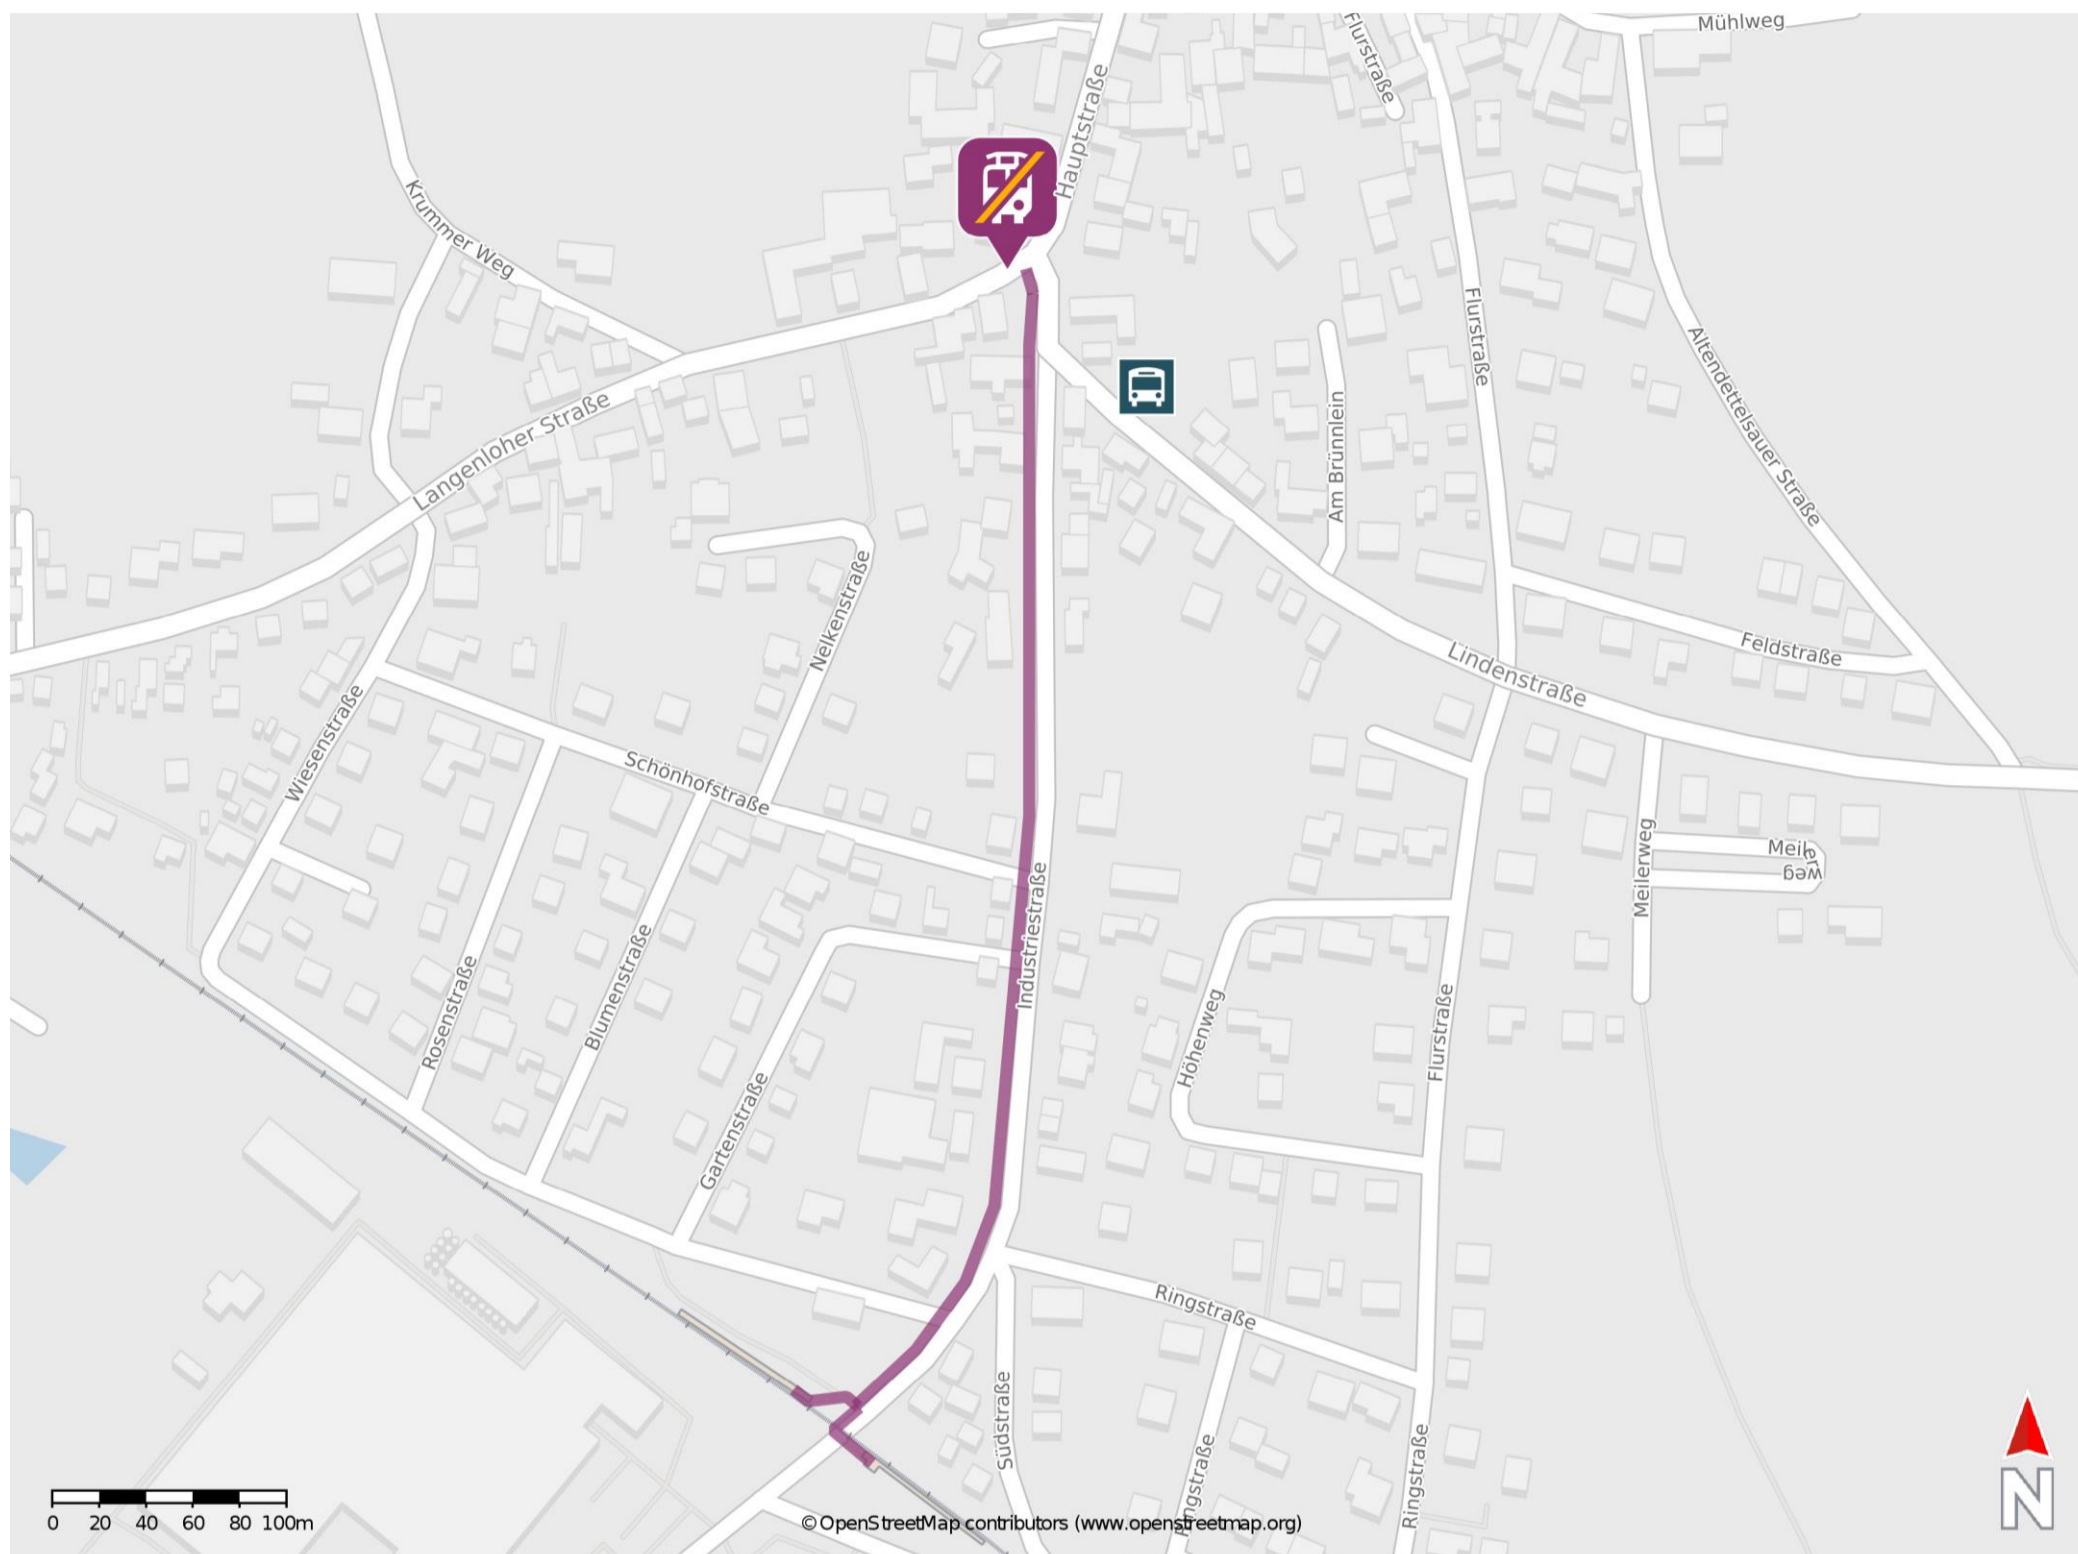 Mühlweg
Flurstraße
Hauptstraße
Krummer Weg
Flurstraße
Altendettelsauer Straße
Langenloher Straße
Am Brünnlein
Nelkenstraße
Feldstraße
Lindenstraße
Wiesenstraße
Schönhofstraße
Meilerweg
Meiler
weg
Industriestraße
Rosenstraße
Blumenstraße
Höhenweg
Flurstraße
Gartenstraße
Ringstraße
Südstraße
Ringstraße
Ringstraße
N
0 20 40 60 80 100m
© OpenStreetMap contributors (www.openstreetmap.org)